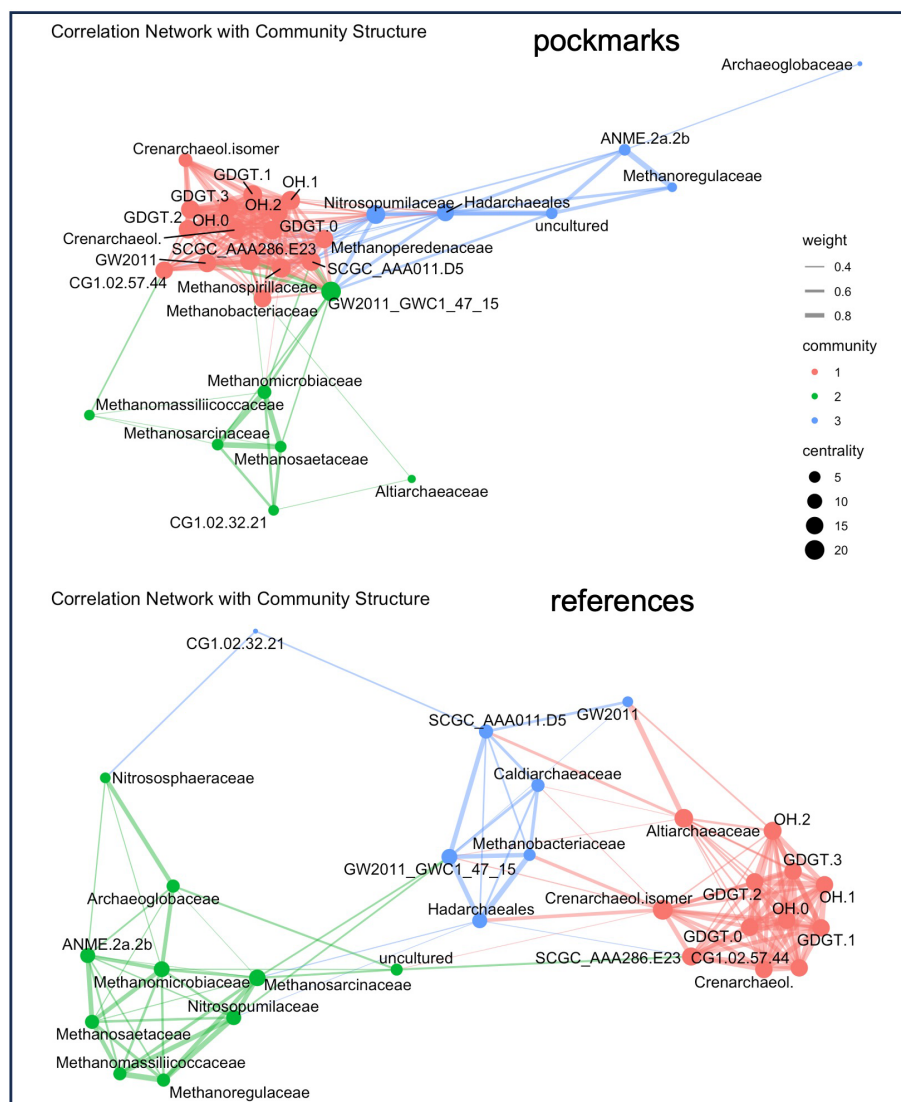 Correlation Network with Community Structure
pockmarks
Archaeoglobaceae
ANME.2a.2b
Crenarchaeol.isomer
GDGT.1
Methanoregulaceae
OH.1
GDGT.3
OH.2
Nitrosopumilaceae
Hadarchaeales
GDGT.2
OH.0
GDGT.0
uncultured
Crenarchaeol.
Methanoperedenaceae
SCGC_AAA286.E23
GW2011
SCGC_AAA011.D5
CG1.02.57.44
Methanospirillaceae
GW2011_GWC1_47_15
Methanobacteriaceae
Methanomicrobiaceae
Methanomassiliicoccaceae
Methanosarcinaceae
Methanosaetaceae
Altiarchaeaceae
CG1.02.32.21
weight
0.4
0.6
0.8
community
1
2
3
centrality
5
10
15
20
Correlation Network with Community Structure
references
CG1.02.32.21
GW2011
SCGC_AAA011.D5
Nitrososphaeraceae
Caldiarchaeaceae
Altiarchaeaceae
OH.2
Methanobacteriaceae
GDGT.3
GW2011_GWC1_47_15
Archaeoglobaceae
Crenarchaeol.isomer
GDGT.2
OH.1
Hadarchaeales
OH.0
ANME.2a.2b
GDGT.0
GDGT.1
uncultured
SCGC_AAA286.E23
CG1.02.57.44
Methanomicrobiaceae
Methanosarcinaceae
Crenarchaeol.
Nitrosopumilaceae
Methanosaetaceae
Methanomassiliicoccaceae
Methanoregulaceae